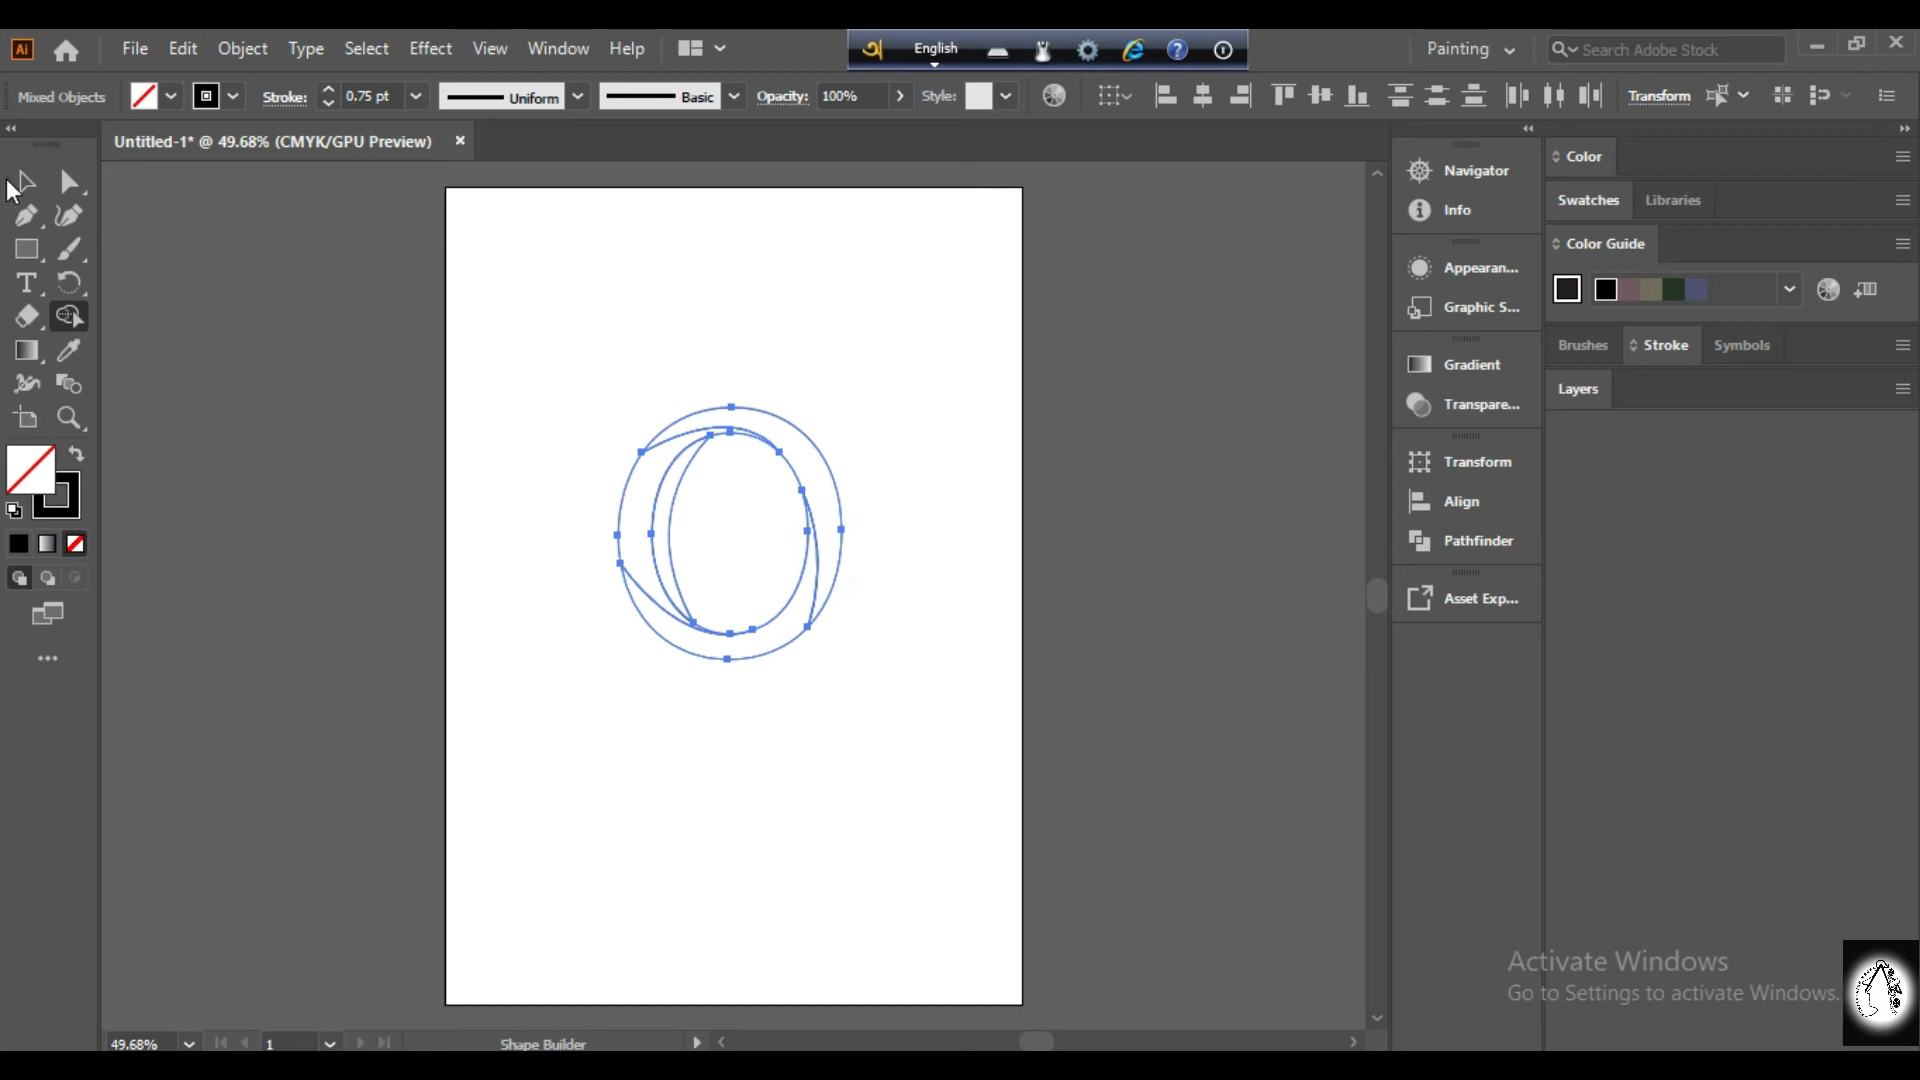 Ai File Edit Object Type Select Effect View Window Help অ English Painting Search Adobe Stock
Mixed Objects Stroke: 0.75 pt Uniform Basic Opacity: 100% Style: Transform
Untitled-1* @ 49.68% (CMYK/GPU Preview)
Navigator
Info
Appearan...
Graphic S...
Gradient
Transpare...
Transform
Align
Pathfinder
Asset Exp...
Color
Swatches Libraries
Color Guide
Brushes Stroke Symbols
Layers
Activate Windows
Go to Settings to activate Windows.
49.68% 1 Shape Builder